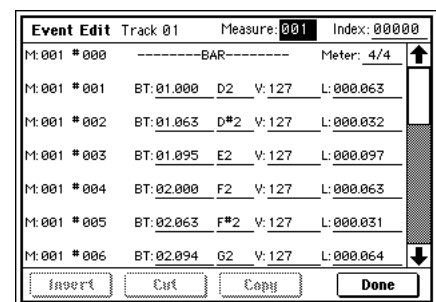 Event Edit Track 01 Measure: 001 Index: 00000
M: 001 #000 --------BAR-------- Meter: 4/4
M: 001 #001 BT: 01.000 D2 V: 127 L: 000.063
M: 001 #002 BT: 01.063 D#2 V: 127 L: 000.032
M: 001 #003 BT: 01.095 E2 V: 127 L: 000.097
M: 001 #004 BT: 02.000 F2 V: 127 L: 000.063
M: 001 #005 BT: 02.063 F#2 V: 127 L: 000.031
M: 001 #006 BT: 02.094 G2 V: 127 L: 000.064
Insert Cut Copy Done